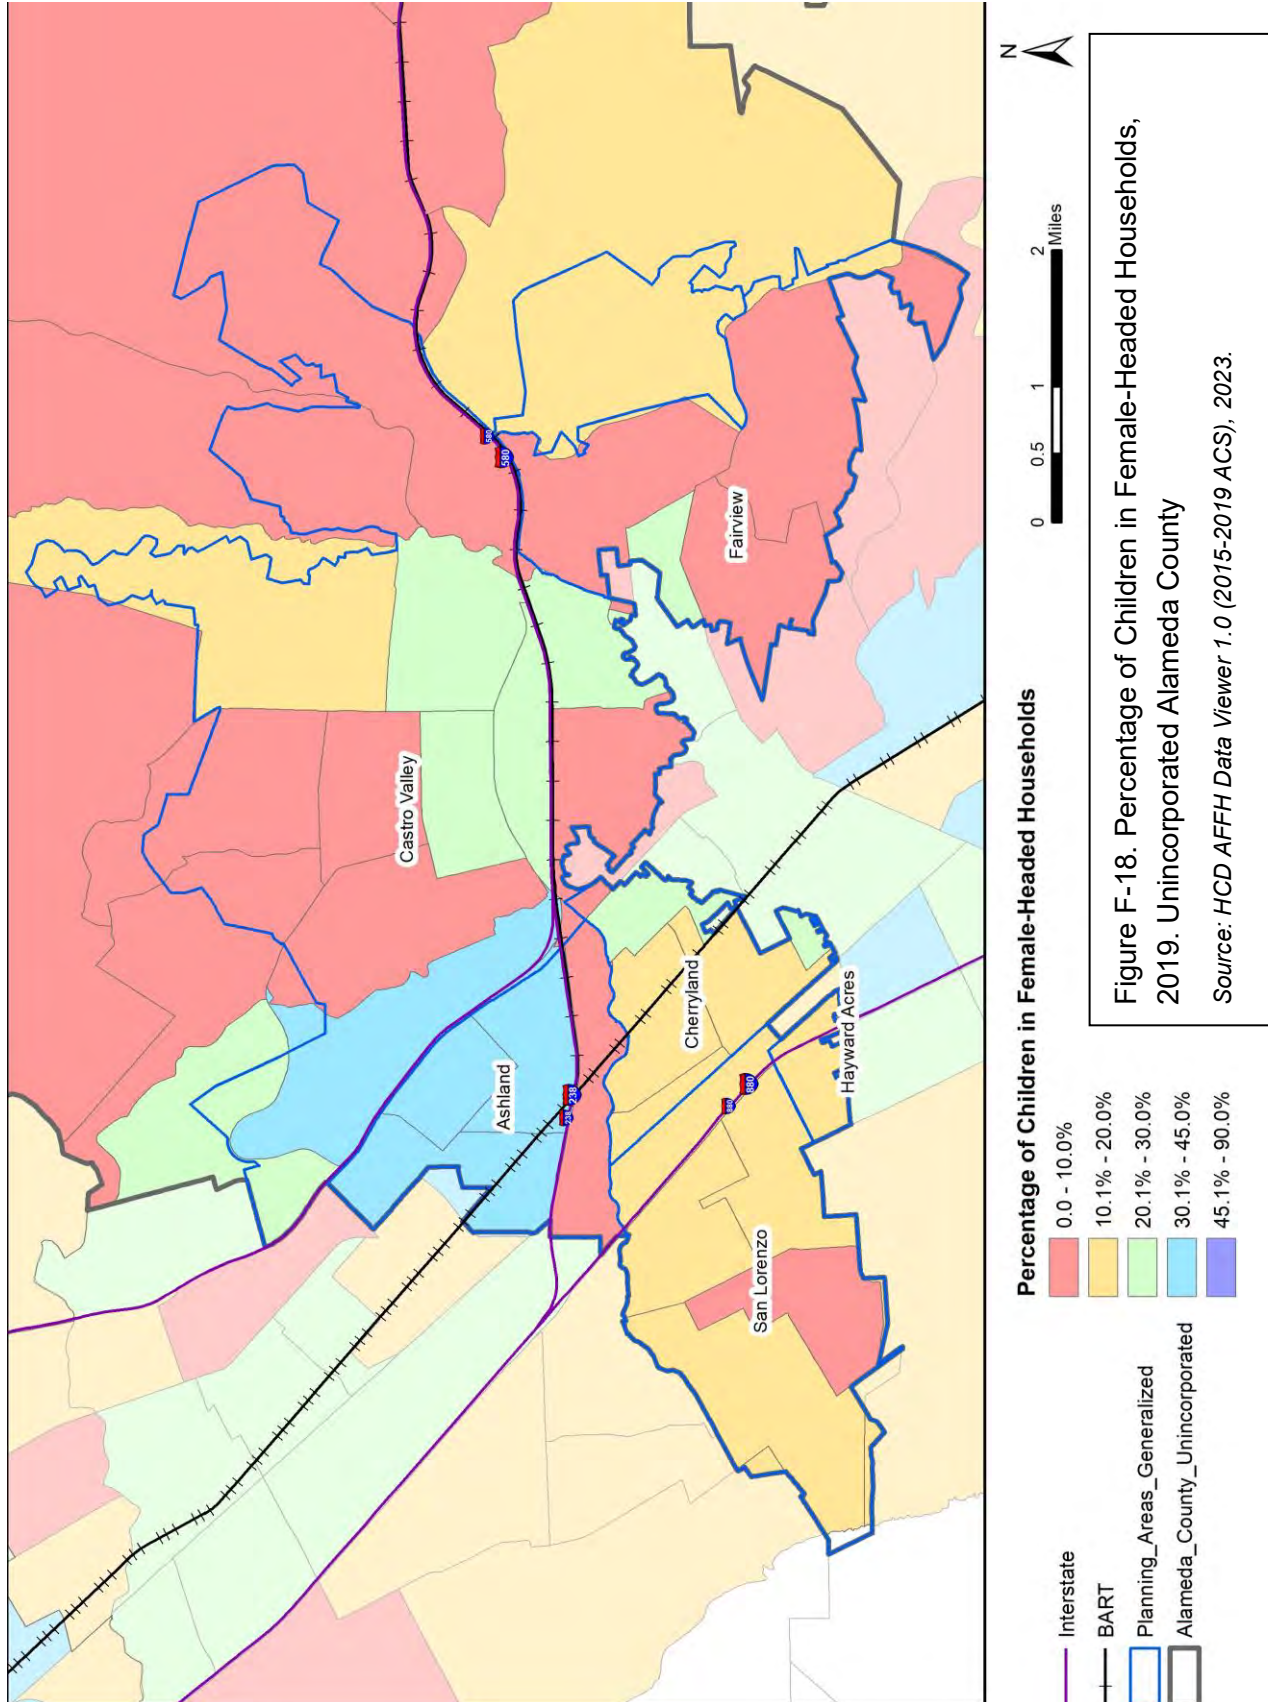 Castro Valley
Ashland
Fairview
Cherryland
San Lorenzo
Hayward Acres
580
580
238
238
880
880
N
0 0.5 1 2
Miles
Interstate
BART
Planning_Areas_Generalized
Alameda_County_Unincorporated
Percentage of Children in Female-Headed Households
0.0 - 10.0%
10.1% - 20.0%
20.1% - 30.0%
30.1% - 45.0%
45.1% - 90.0%
Figure F-18. Percentage of Children in Female-Headed Households,
2019. Unincorporated Alameda County
Source: HCD AFFH Data Viewer 1.0 (2015-2019 ACS), 2023.